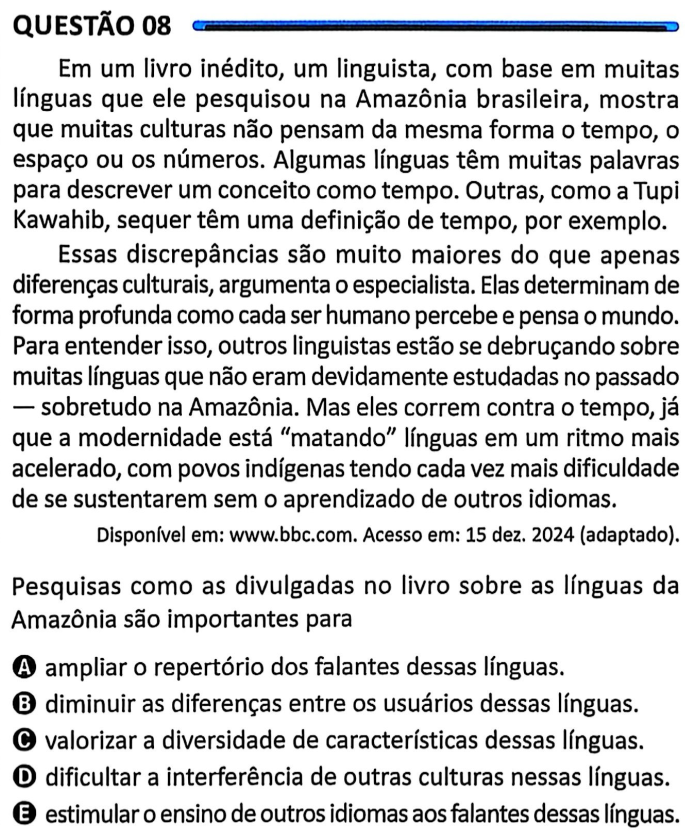 QUESTÃO 08
Em um livro inédito, um linguista, com base em muitas
línguas que ele pesquisou na Amazônia brasileira, mostra
que muitas culturas não pensam da mesma forma o tempo, o
espaço ou os números. Algumas línguas têm muitas palavras
para descrever um conceito como tempo. Outras, como a Tupi
Kawahib, sequer têm uma definição de tempo, por exemplo.
Essas discrepâncias são muito maiores do que apenas
diferenças culturais, argumenta o especialista. Elas determinam de
forma profunda como cada ser humano percebe e pensa o mundo.
Para entender isso, outros linguistas estão se debruçando sobre
muitas línguas que não eram devidamente estudadas no passado
— sobretudo na Amazônia. Mas eles correm contra o tempo, já
que a modernidade está “matando” línguas em um ritmo mais
acelerado, com povos indígenas tendo cada vez mais dificuldade
de se sustentarem sem o aprendizado de outros idiomas.
Disponível em: www.bbc.com. Acesso em: 15 dez. 2024 (adaptado).
Pesquisas como as divulgadas no livro sobre as línguas da
Amazônia são importantes para
A ampliar o repertório dos falantes dessas línguas.
B diminuir as diferenças entre os usuários dessas línguas.
C valorizar a diversidade de características dessas línguas.
D dificultar a interferência de outras culturas nessas línguas.
E estimular o ensino de outros idiomas aos falantes dessas línguas.